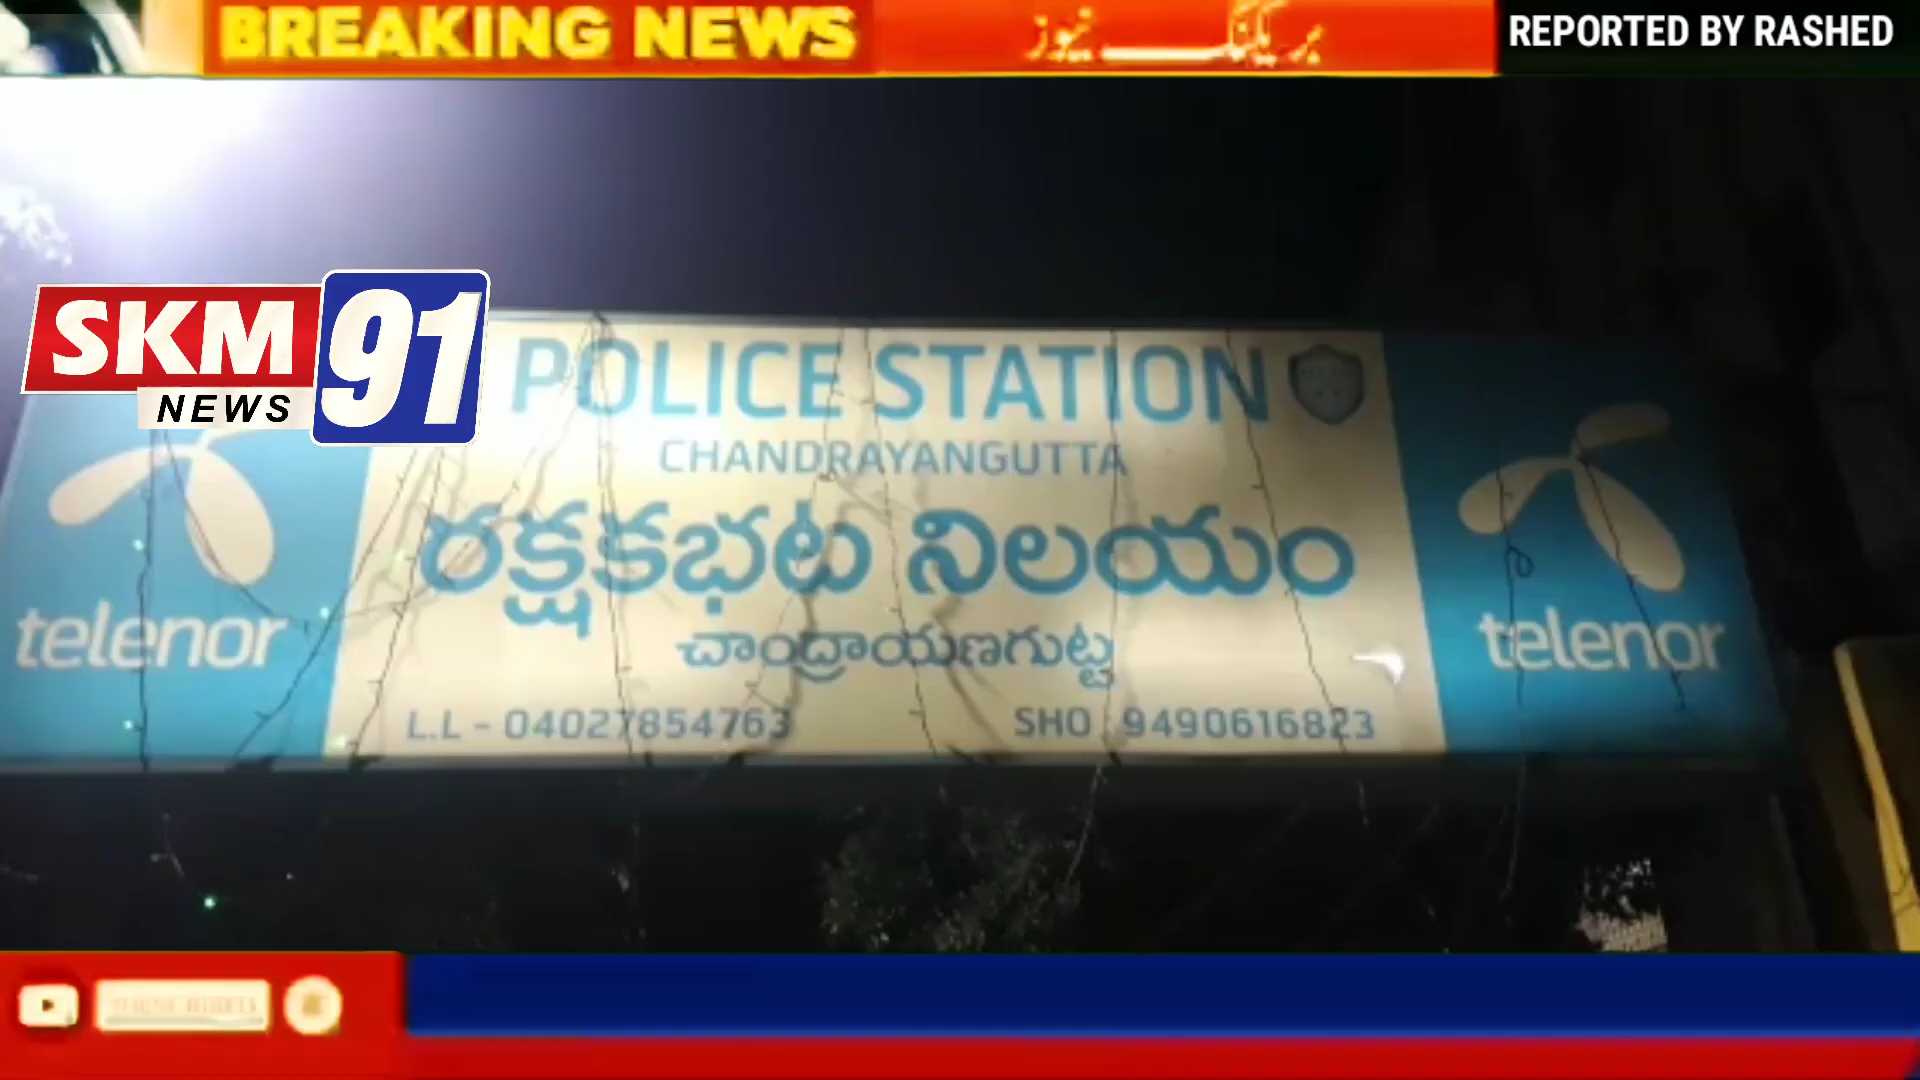 BREAKING NEWS
بریکنگ نیوز
REPORTED BY RASHED
SKM 91
NEWS
POLICE STATION
CHANDRAYANGUTTA
రక్షకభట నిలయం
చాంద్రాయణగుట్ట
L.L - 04027854763 SHO : 9490616823
telenor
telenor